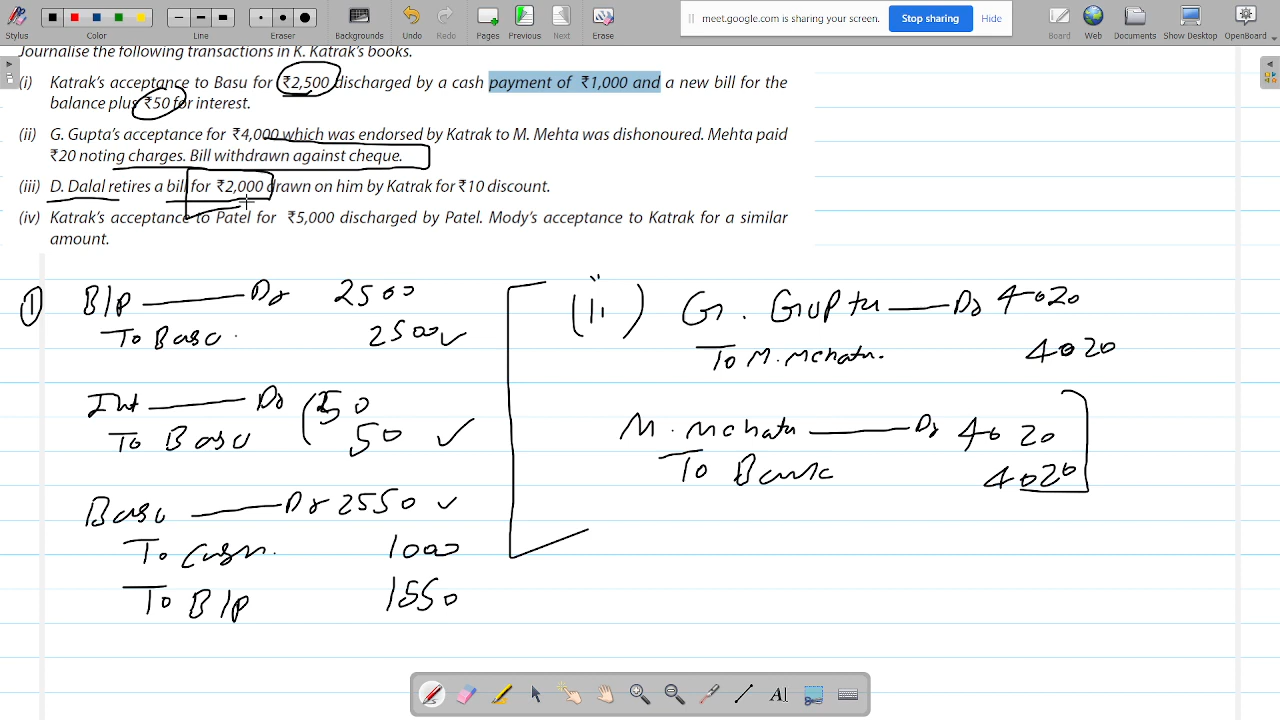 Stylus Color Line Eraser Backgrounds Undo Redo Pages Previous Next Erase meet.google.com is sharing your screen. Stop sharing Hide Board Web Documents Show Desktop OpenBoard
Journalise the following transactions in K. Katrak's books.
(i) Katrak's acceptance to Basu for ₹2,500 discharged by a cash payment of ₹1,000 and a new bill for the
balance plus ₹50 for interest.
(ii) G. Gupta's acceptance for ₹4,000 which was endorsed by Katrak to M. Mehta was dishonoured. Mehta paid
₹20 noting charges. Bill withdrawn against cheque.
(iii) D. Dalal retires a bill for ₹2,000 drawn on him by Katrak for ₹10 discount.
(iv) Katrak's acceptance to Patel for ₹5,000 discharged by Patel. Mody's acceptance to Katrak for a similar
amount.
① B/P —— Dr 2500
To Basu. 2500 ✓
Int —— Dr 50
To Basu 50 ✓
Basu —— Dr 2550 ✓
To Cash. 1000
To B/P 1550
(ii) G. Gupta —— Dr 4020
To M. Mehta. 4020
M. Mehta —— Dr 4020
To Bank 4020
AI